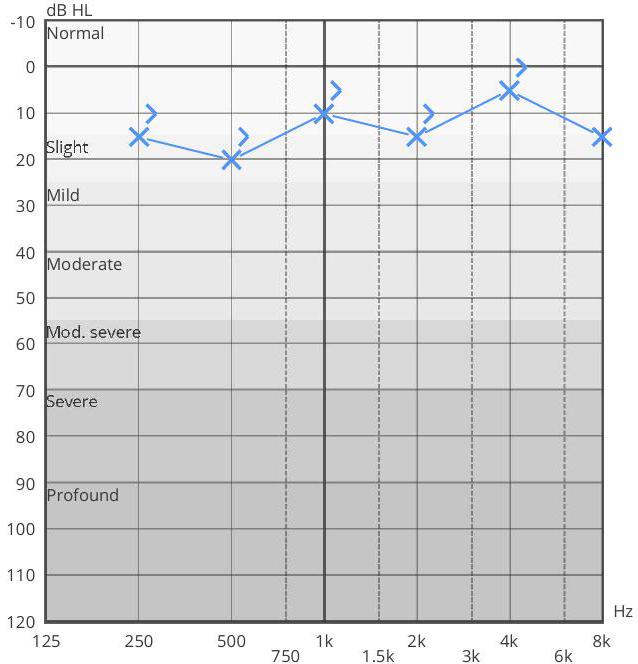 dB HL
-10
Normal
0
10
Slight
20
Mild
30
40
Moderate
50
Mod. severe
60
70
Severe
80
90
Profound
100
110
120
Hz
125 250 500 1k 2k 4k 8k
750 1.5k 3k 6k